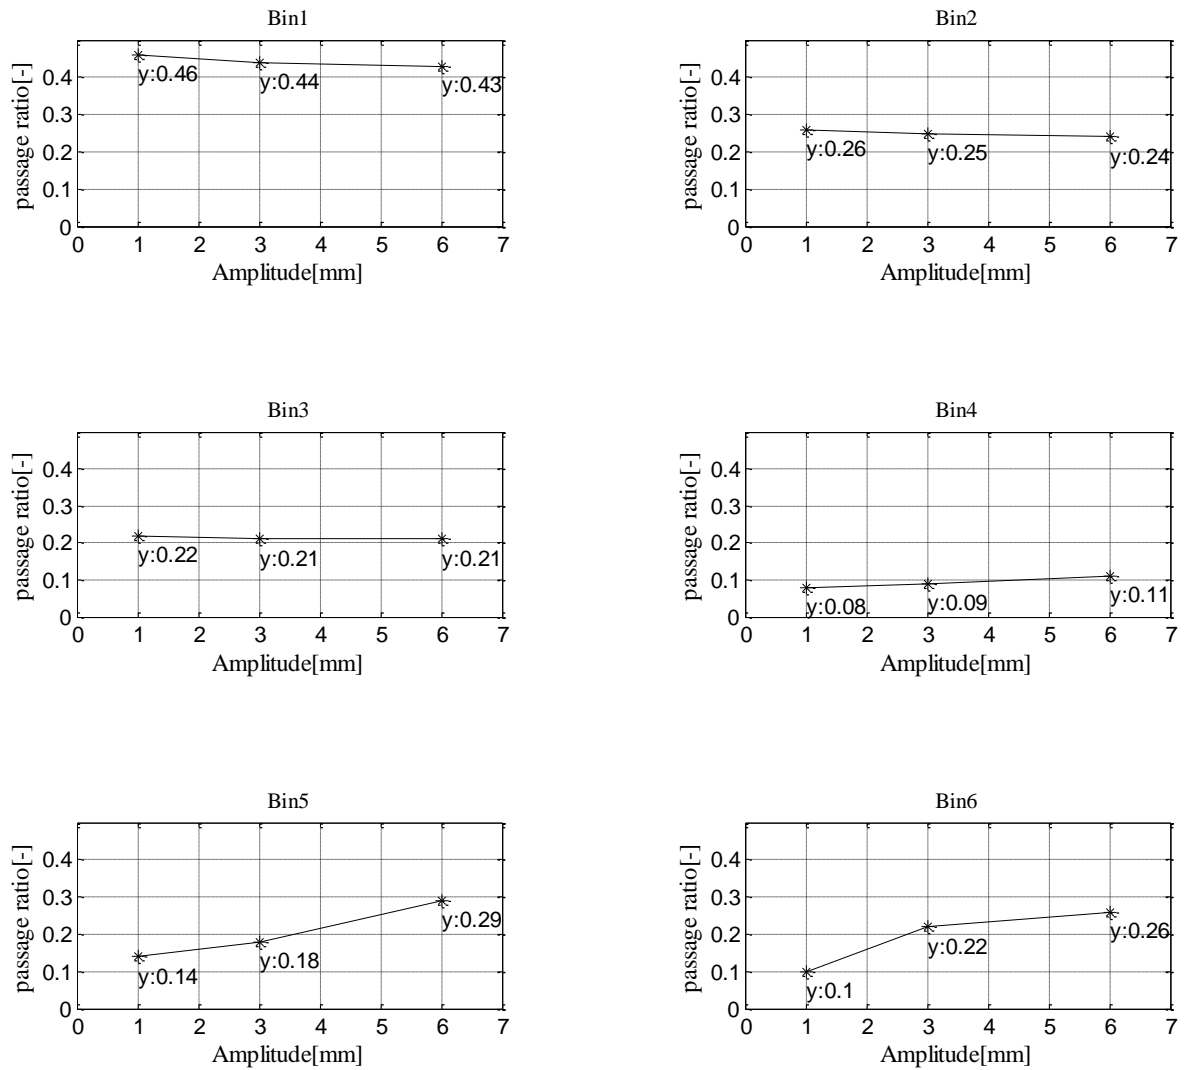 Bin1
0.4
0.3
0.2
0.1
0
passage ratio[-]
y:0.46
y:0.44
y:0.43
0 1 2 3 4 5 6 7
Amplitude[mm]
Bin2
0.4
0.3
0.2
0.1
0
passage ratio[-]
y:0.26
y:0.25
y:0.24
0 1 2 3 4 5 6 7
Amplitude[mm]
Bin3
0.4
0.3
0.2
0.1
0
passage ratio[-]
y:0.22
y:0.21
y:0.21
0 1 2 3 4 5 6 7
Amplitude[mm]
Bin4
0.4
0.3
0.2
0.1
0
passage ratio[-]
y:0.08
y:0.09
y:0.11
0 1 2 3 4 5 6 7
Amplitude[mm]
Bin5
0.4
0.3
0.2
0.1
0
passage ratio[-]
y:0.14
y:0.18
y:0.29
0 1 2 3 4 5 6 7
Amplitude[mm]
Bin6
0.4
0.3
0.2
0.1
0
passage ratio[-]
y:0.1
y:0.22
y:0.26
0 1 2 3 4 5 6 7
Amplitude[mm]